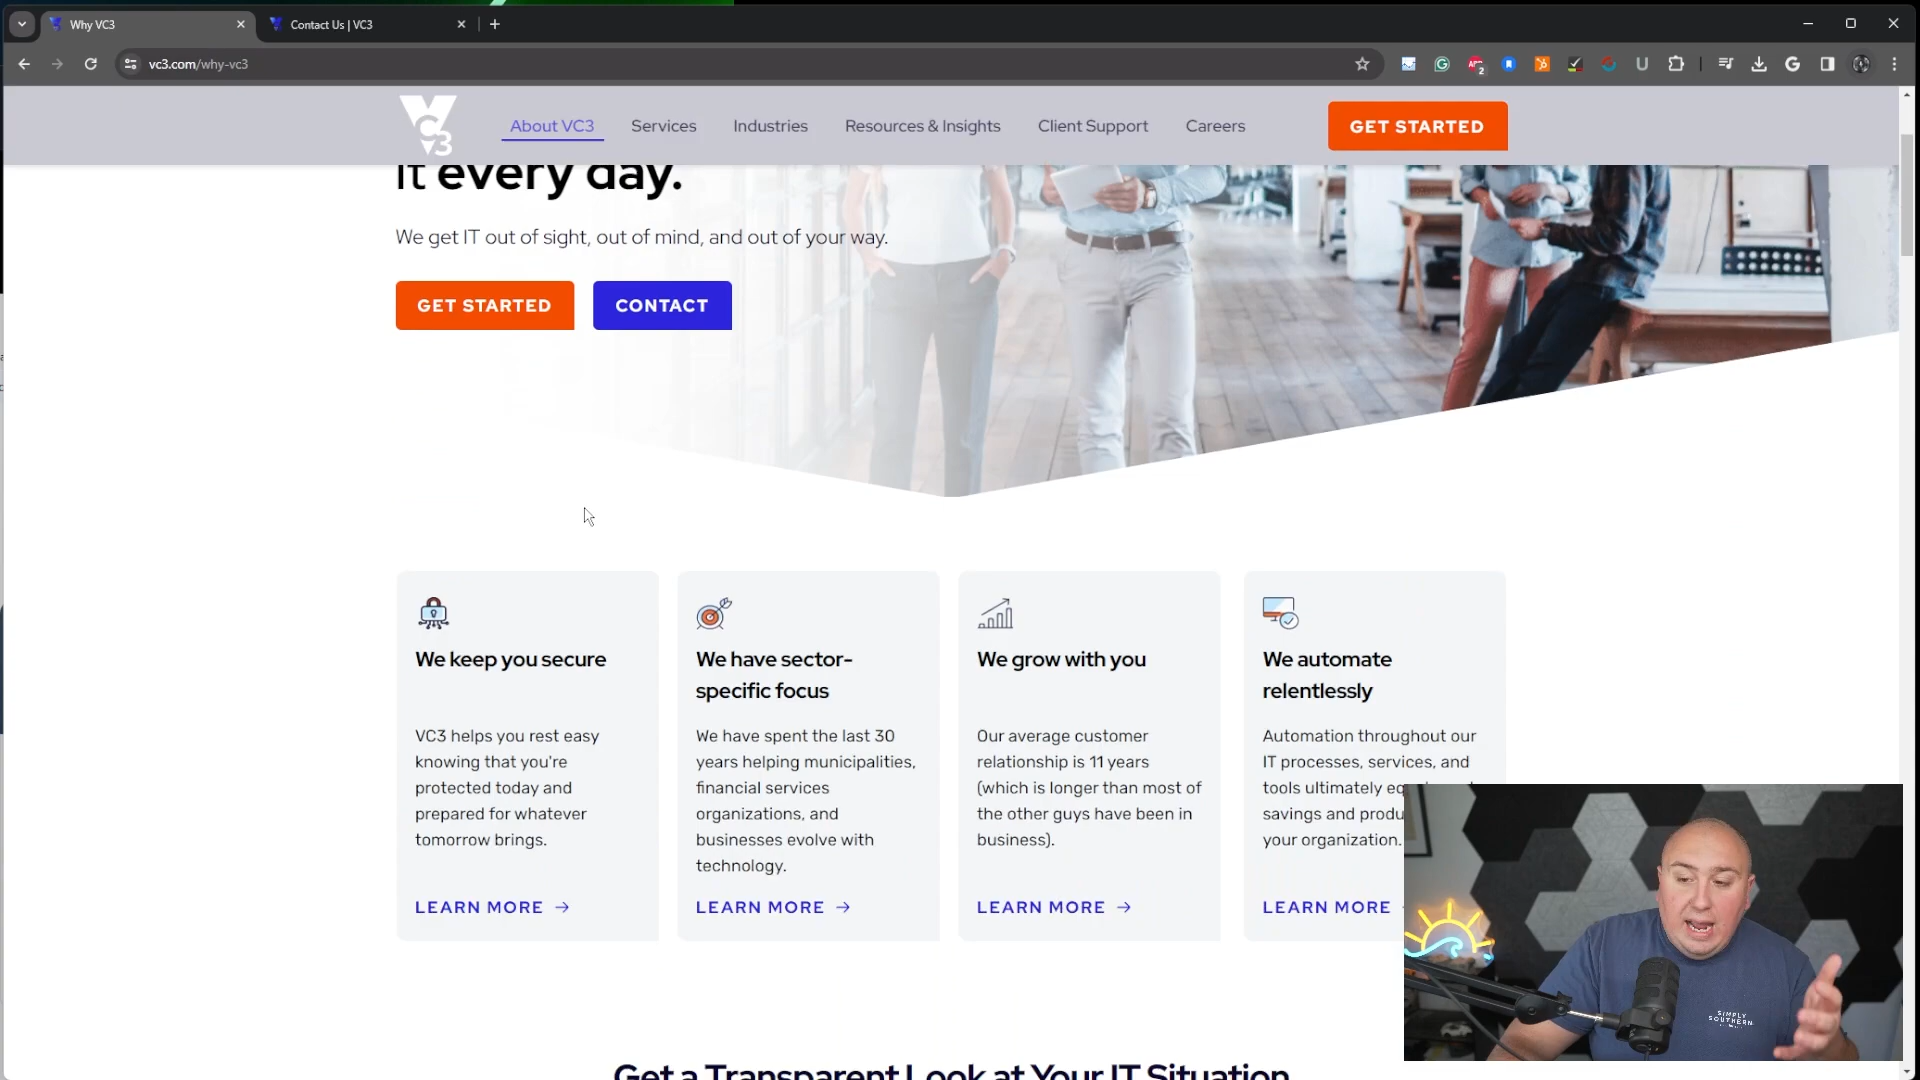 Why VC3
Contact Us | VC3
vc3.com/why-vc3
2
VC3
About VC3
Services
Industries
Resources & Insights
Client Support
Careers
GET STARTED
it every day.
We get IT out of sight, out of mind, and out of your way.
GET STARTED
CONTACT
We keep you secure
VC3 helps you rest easy
knowing that you're
protected today and
prepared for whatever
tomorrow brings.
LEARN MORE →
We have sector-
specific focus
We have spent the last 30
years helping municipalities,
financial services
organizations, and
businesses evolve with
technology.
LEARN MORE →
We grow with you
Our average customer
relationship is 11 years
(which is longer than most of
the other guys have been in
business).
LEARN MORE →
We automate
relentlessly
Automation throughout our
IT processes, services, and
tools ultimately
savings and
your organization.
LEARN MORE
SIMPLY
SOUTHERN
Get a Transparent Look at Your IT Situation